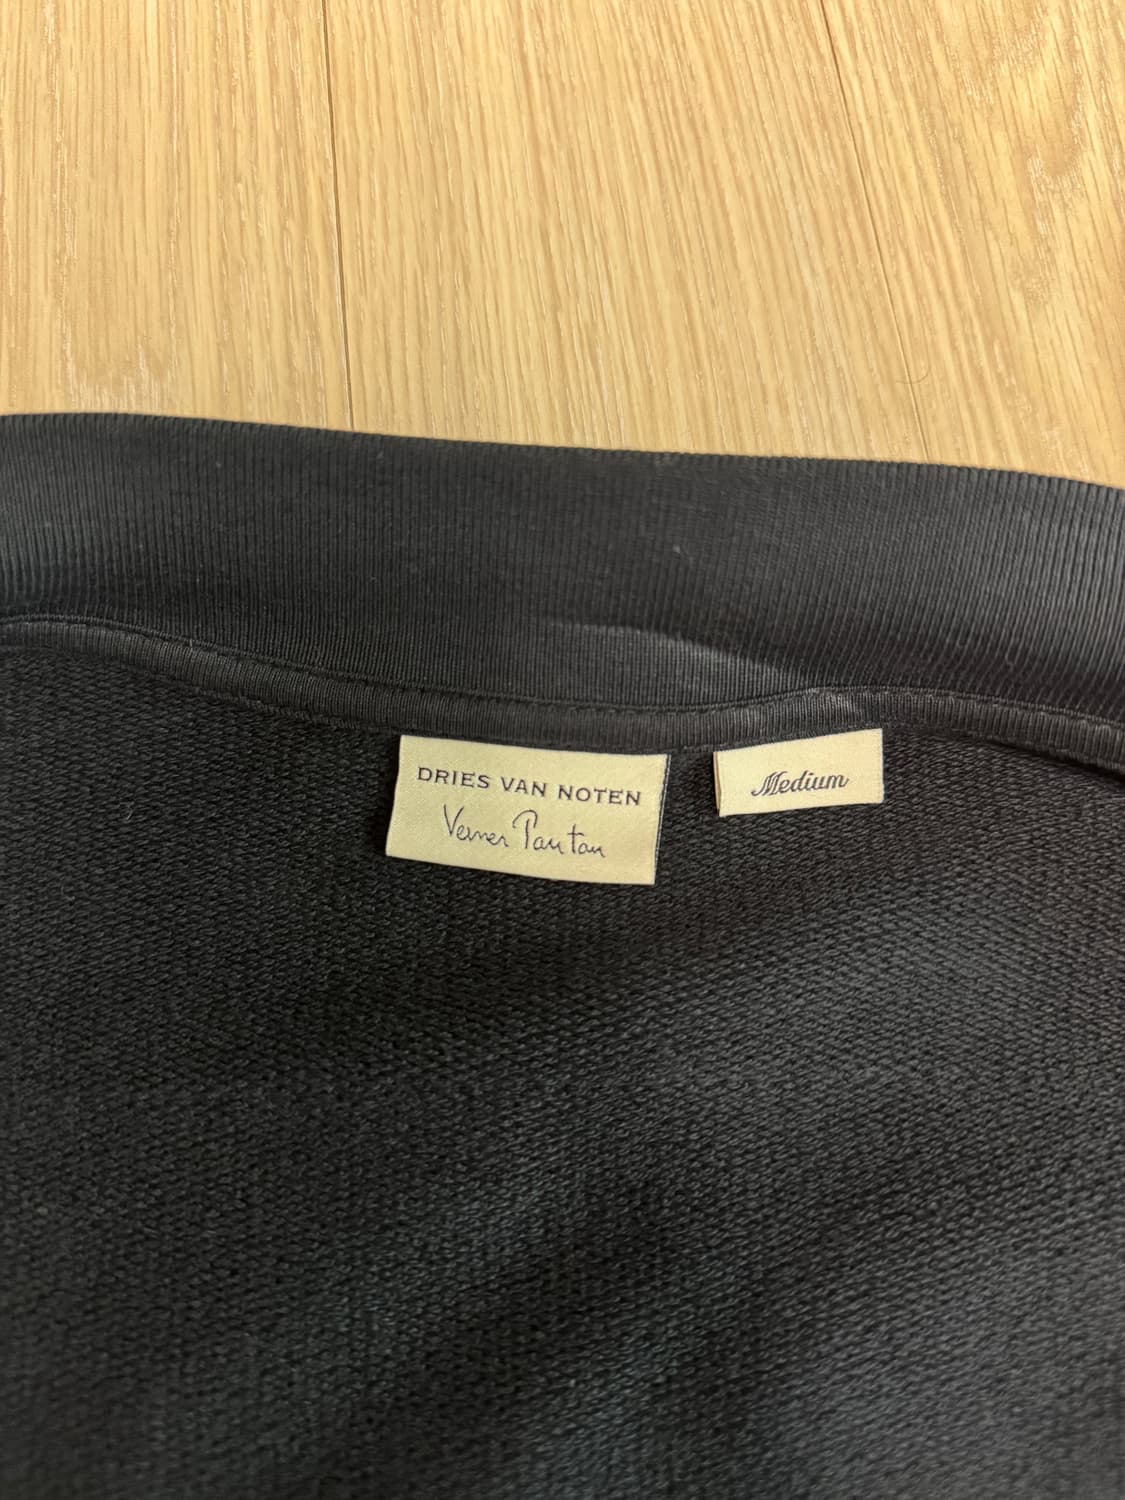 DRIES VAN NOTEN
Verner Panton
Medium